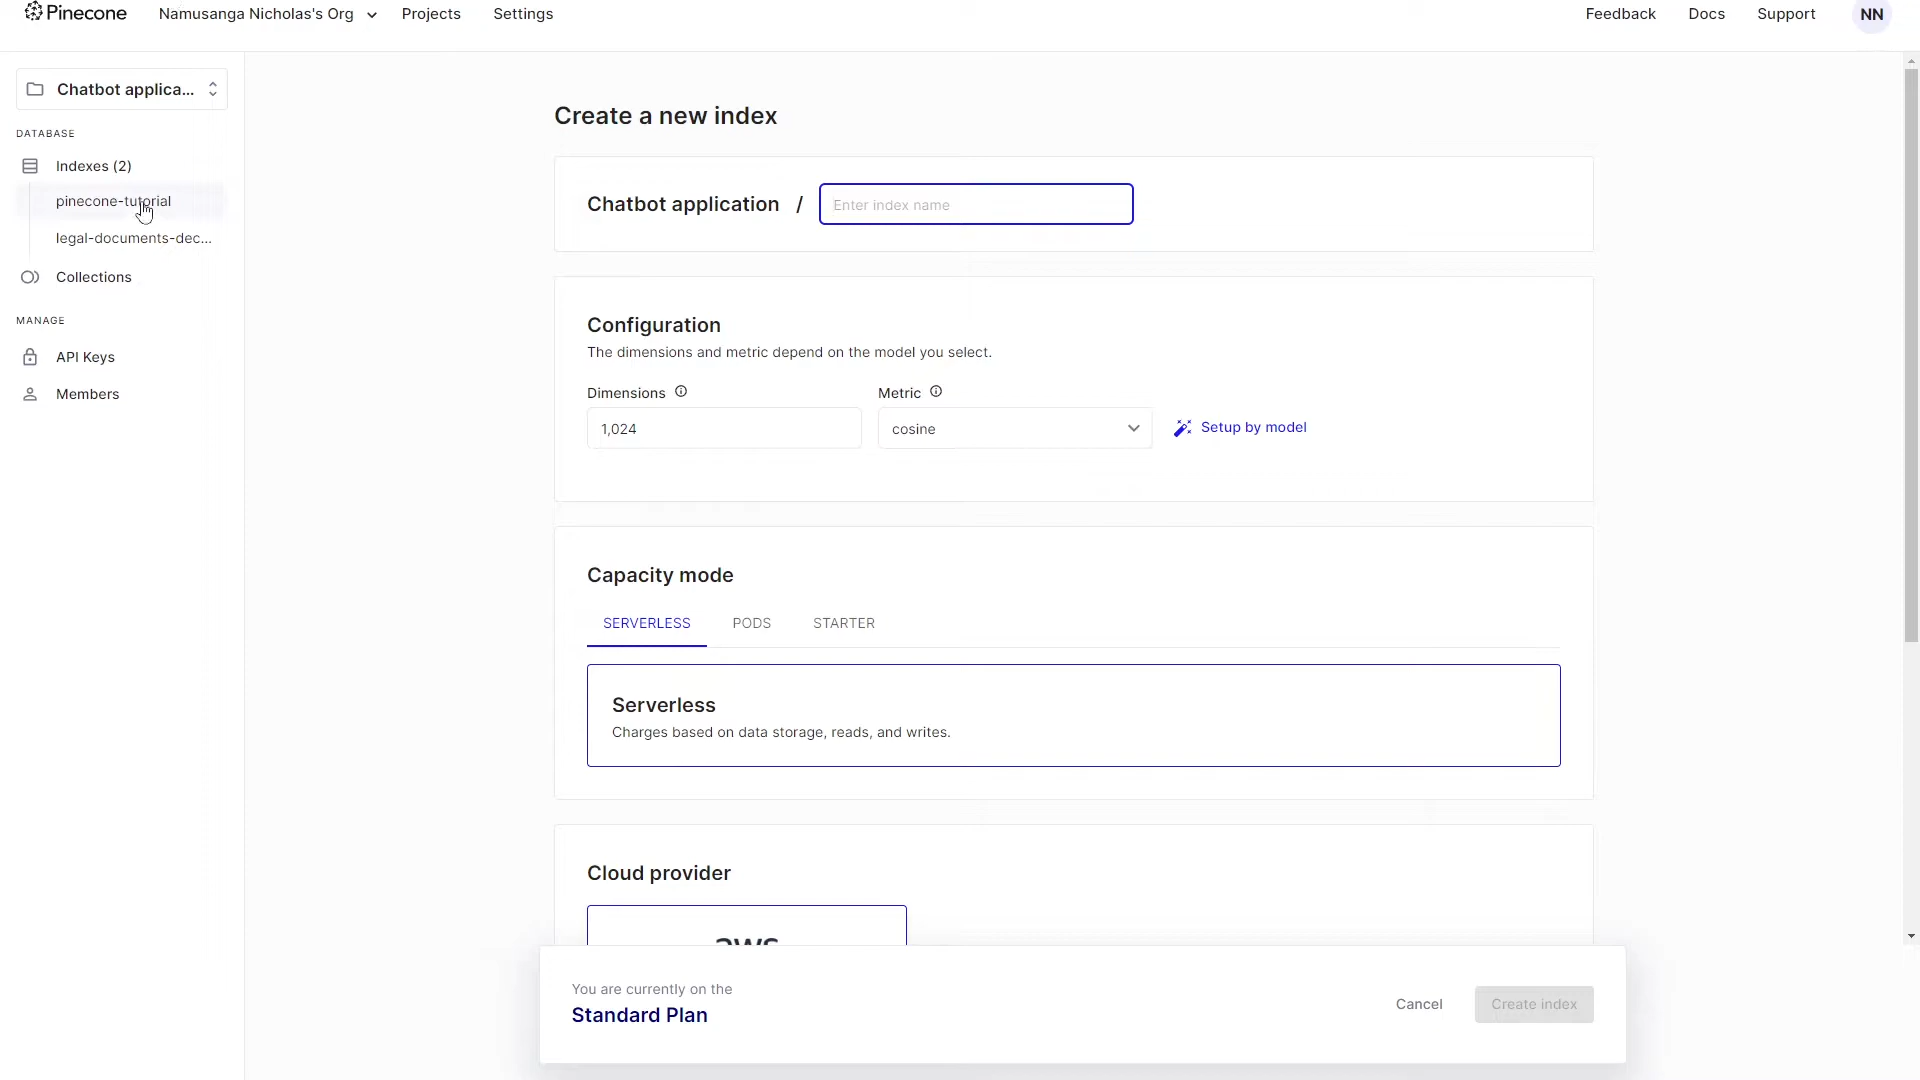 Pinecone
Namusanga Nicholas's Org
Projects
Settings
Feedback
Docs
Support
NN
Chatbot applica...
DATABASE
Indexes (2)
pinecone-tutorial
legal-documents-dec...
Collections
MANAGE
API Keys
Members
Create a new index
Chatbot application / Enter index name
Configuration
The dimensions and metric depend on the model you select.
Dimensions
Metric
1,024
cosine
Setup by model
Capacity mode
SERVERLESS
PODS
STARTER
Serverless
Charges based on data storage, reads, and writes.
Cloud provider
aws
You are currently on the
Standard Plan
Cancel
Create index